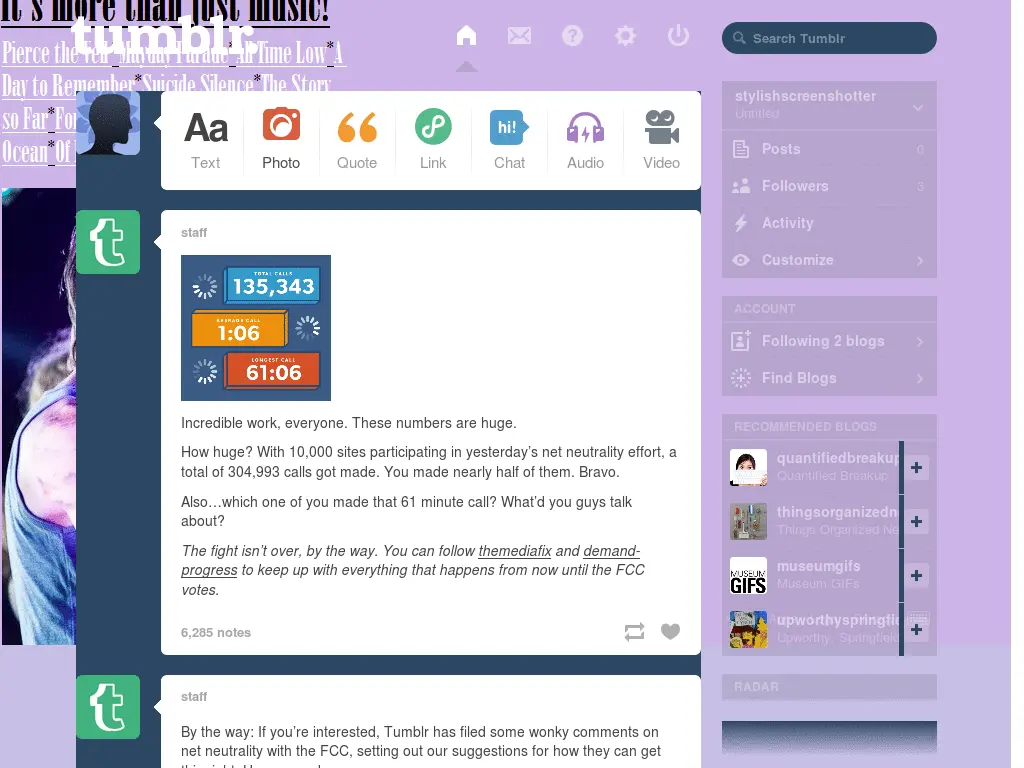 It's more than just music!
tumblr.
Pierce the Veil * Mayday Parade * All Time Low * A
Day to Remember * Suicide Silence * The Story
so Far * For
Ocean * Of
Search Tumblr
Aa
hi!
Text
Photo
Quote
Link
Chat
Audio
Video
staff
TOTAL CALLS
135,343
AVERAGE CALL
1:06
LONGEST CALL
61:06
Incredible work, everyone. These numbers are huge.
How huge? With 10,000 sites participating in yesterday's net neutrality effort, a
total of 304,993 calls got made. You made nearly half of them. Bravo.
Also…which one of you made that 61 minute call? What'd you guys talk
about?
The fight isn't over, by the way. You can follow themediafix and demand-
progress to keep up with everything that happens from now until the FCC
votes.
6,285 notes
staff
By the way: If you're interested, Tumblr has filed some wonky comments on
net neutrality with the FCC, setting out our suggestions for how they can get
stylishscreenshotter
Untitled
Posts 0
Followers 3
Activity
Customize
ACCOUNT
Following 2 blogs
Find Blogs
RECOMMENDED BLOGS
quantifiedbreakup
Quantified Breakup
thingsorganizedn
Things Organized Ne
MUSEUM
GIFS
museumgifs
Museum GIFs
upworthyspringfi
Upworthy, Springfield
RADAR